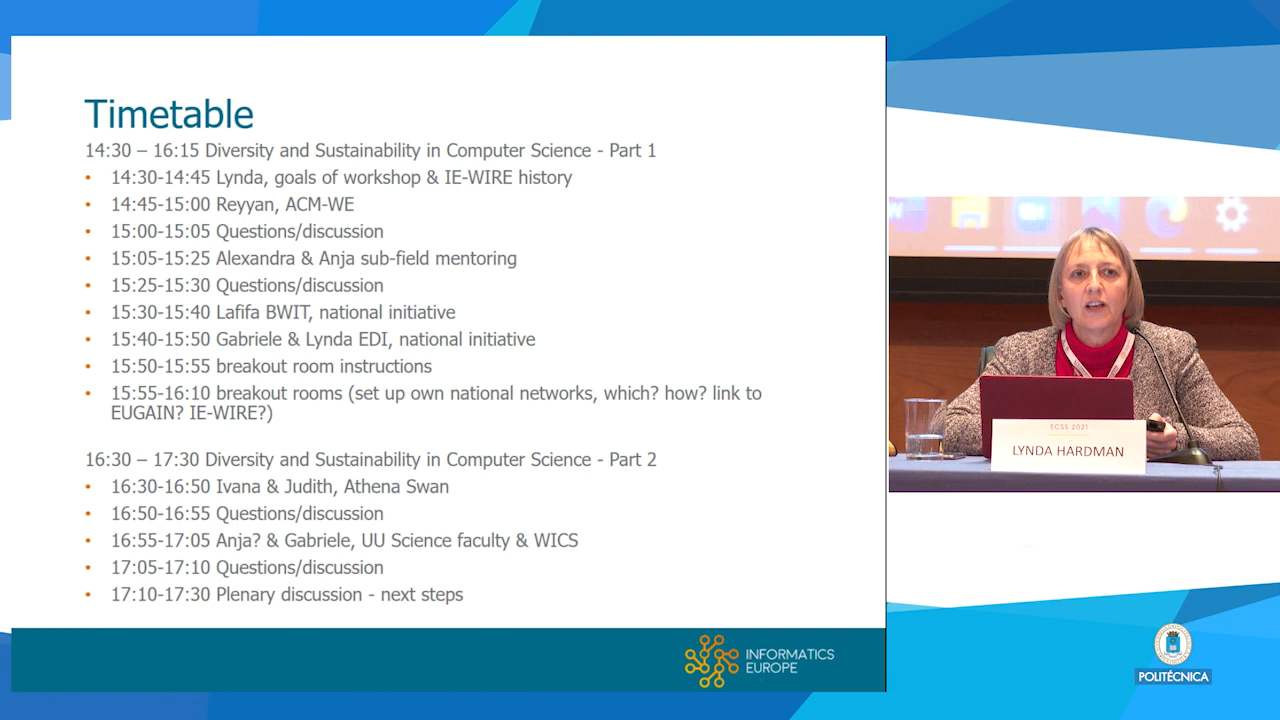 Timetable
14:30 – 16:15 Diversity and Sustainability in Computer Science - Part 1
• 14:30-14:45 Lynda, goals of workshop & IE-WIRE history
• 14:45-15:00 Reyyan, ACM-WE
• 15:00-15:05 Questions/discussion
• 15:05-15:25 Alexandra & Anja sub-field mentoring
• 15:25-15:30 Questions/discussion
• 15:30-15:40 Lafifa BWIT, national initiative
• 15:40-15:50 Gabriele & Lynda EDI, national initiative
• 15:50-15:55 breakout room instructions
• 15:55-16:10 breakout rooms (set up own national networks, which? how? link to
EUGAIN? IE-WIRE?)
16:30 – 17:30 Diversity and Sustainability in Computer Science - Part 2
• 16:30-16:50 Ivana & Judith, Athena Swan
• 16:50-16:55 Questions/discussion
• 16:55-17:05 Anja? & Gabriele, UU Science faculty & WICS
• 17:05-17:10 Questions/discussion
• 17:10-17:30 Plenary discussion - next steps
INFORMATICS
EUROPE
ECSS 2021
LYNDA HARDMAN
POLITÉCNICA